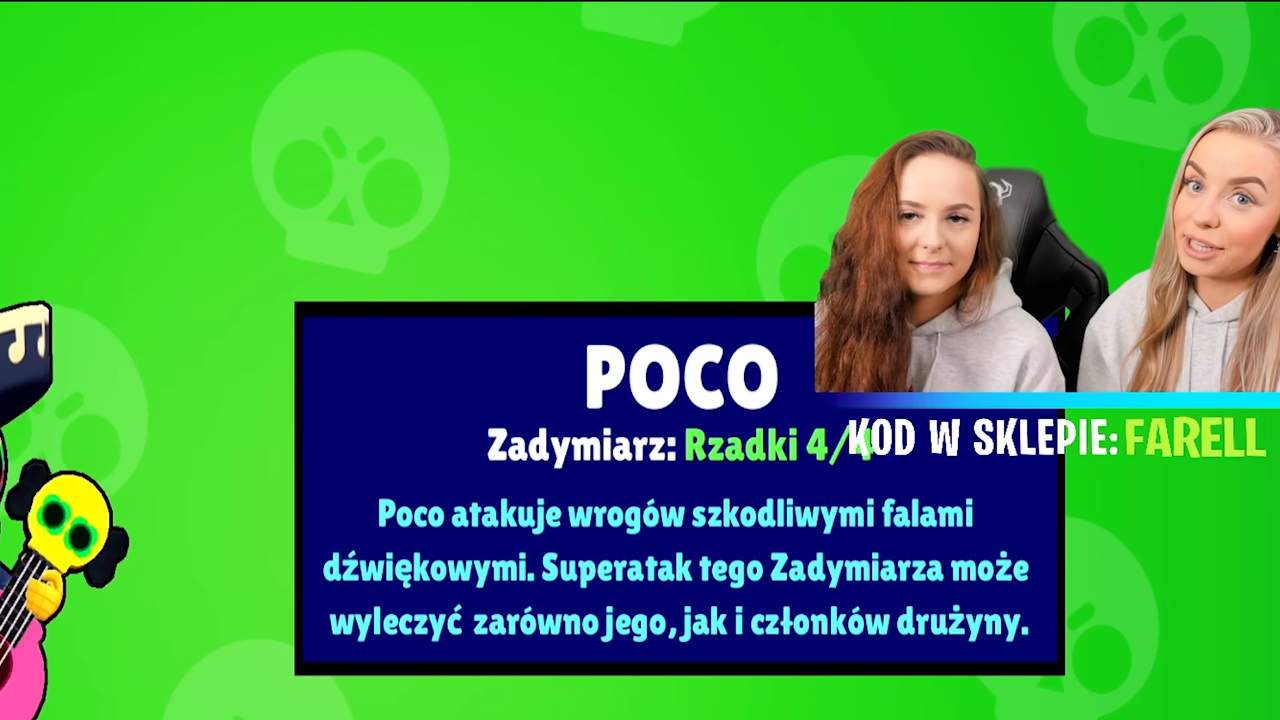 POCO
Zadymiarz: Rzadki 4/4
KOD W SKLEPIE: FARELL
Poco atakuje wrogów szkodliwymi falami
dźwiękowymi. Superatak tego Zadymiarza może
wyleczyć zarówno jego, jak i członków drużyny.